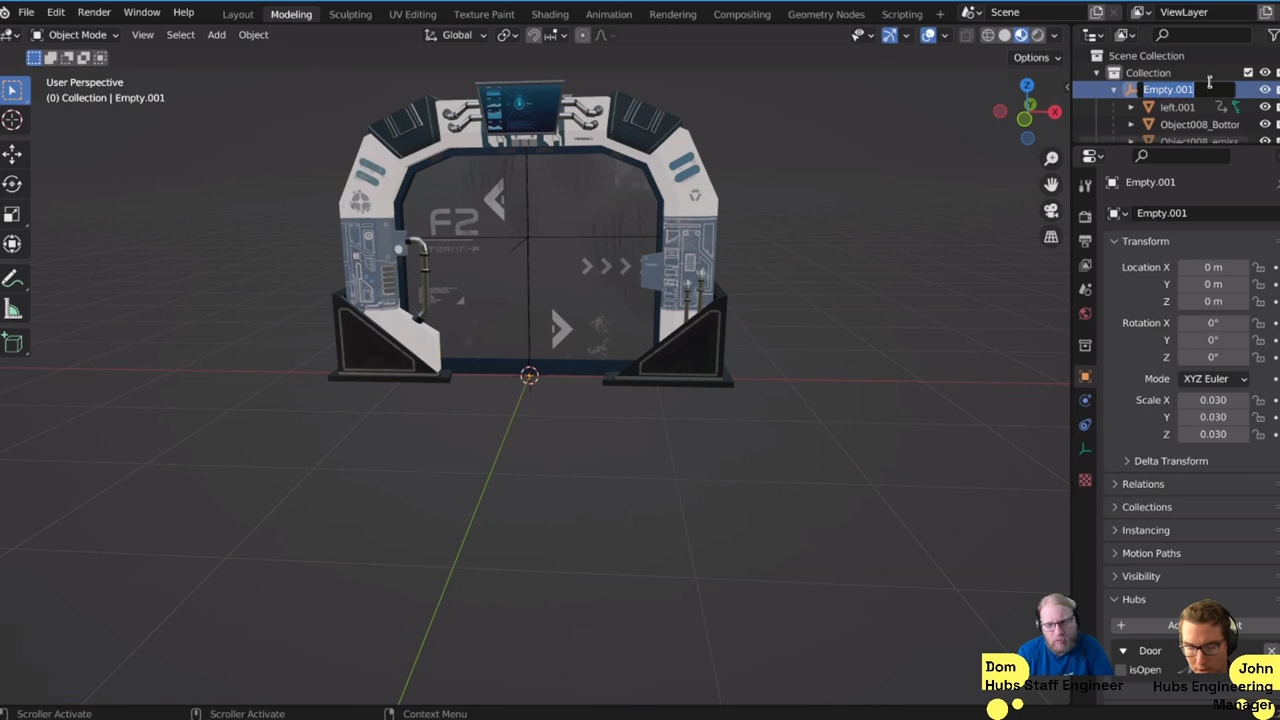 File Edit Render Window Help
Layout Modeling Sculpting UV Editing Texture Paint Shading Animation Rendering Compositing Geometry Nodes Scripting
Scene
ViewLayer
Object Mode View Select Add Object
Global
Options
User Perspective
(0) Collection | Empty.001
Z
Y
X
F2
Scene Collection
Collection
Empty.001
left.001
Object008_Bottor
Object008_emiss
Empty.001
Empty.001
Transform
Location X 0 m
Y 0 m
Z 0 m
Rotation X 0°
Y 0°
Z 0°
Mode XYZ Euler
Scale X 0.030
Y 0.030
Z 0.030
Delta Transform
Relations
Collections
Instancing
Motion Paths
Visibility
Hubs
Door
isOpen
Dom
Hubs Staff Engineer
John
Hubs Engineering
Manager
Scroller Activate
Scroller Activate
Context Menu